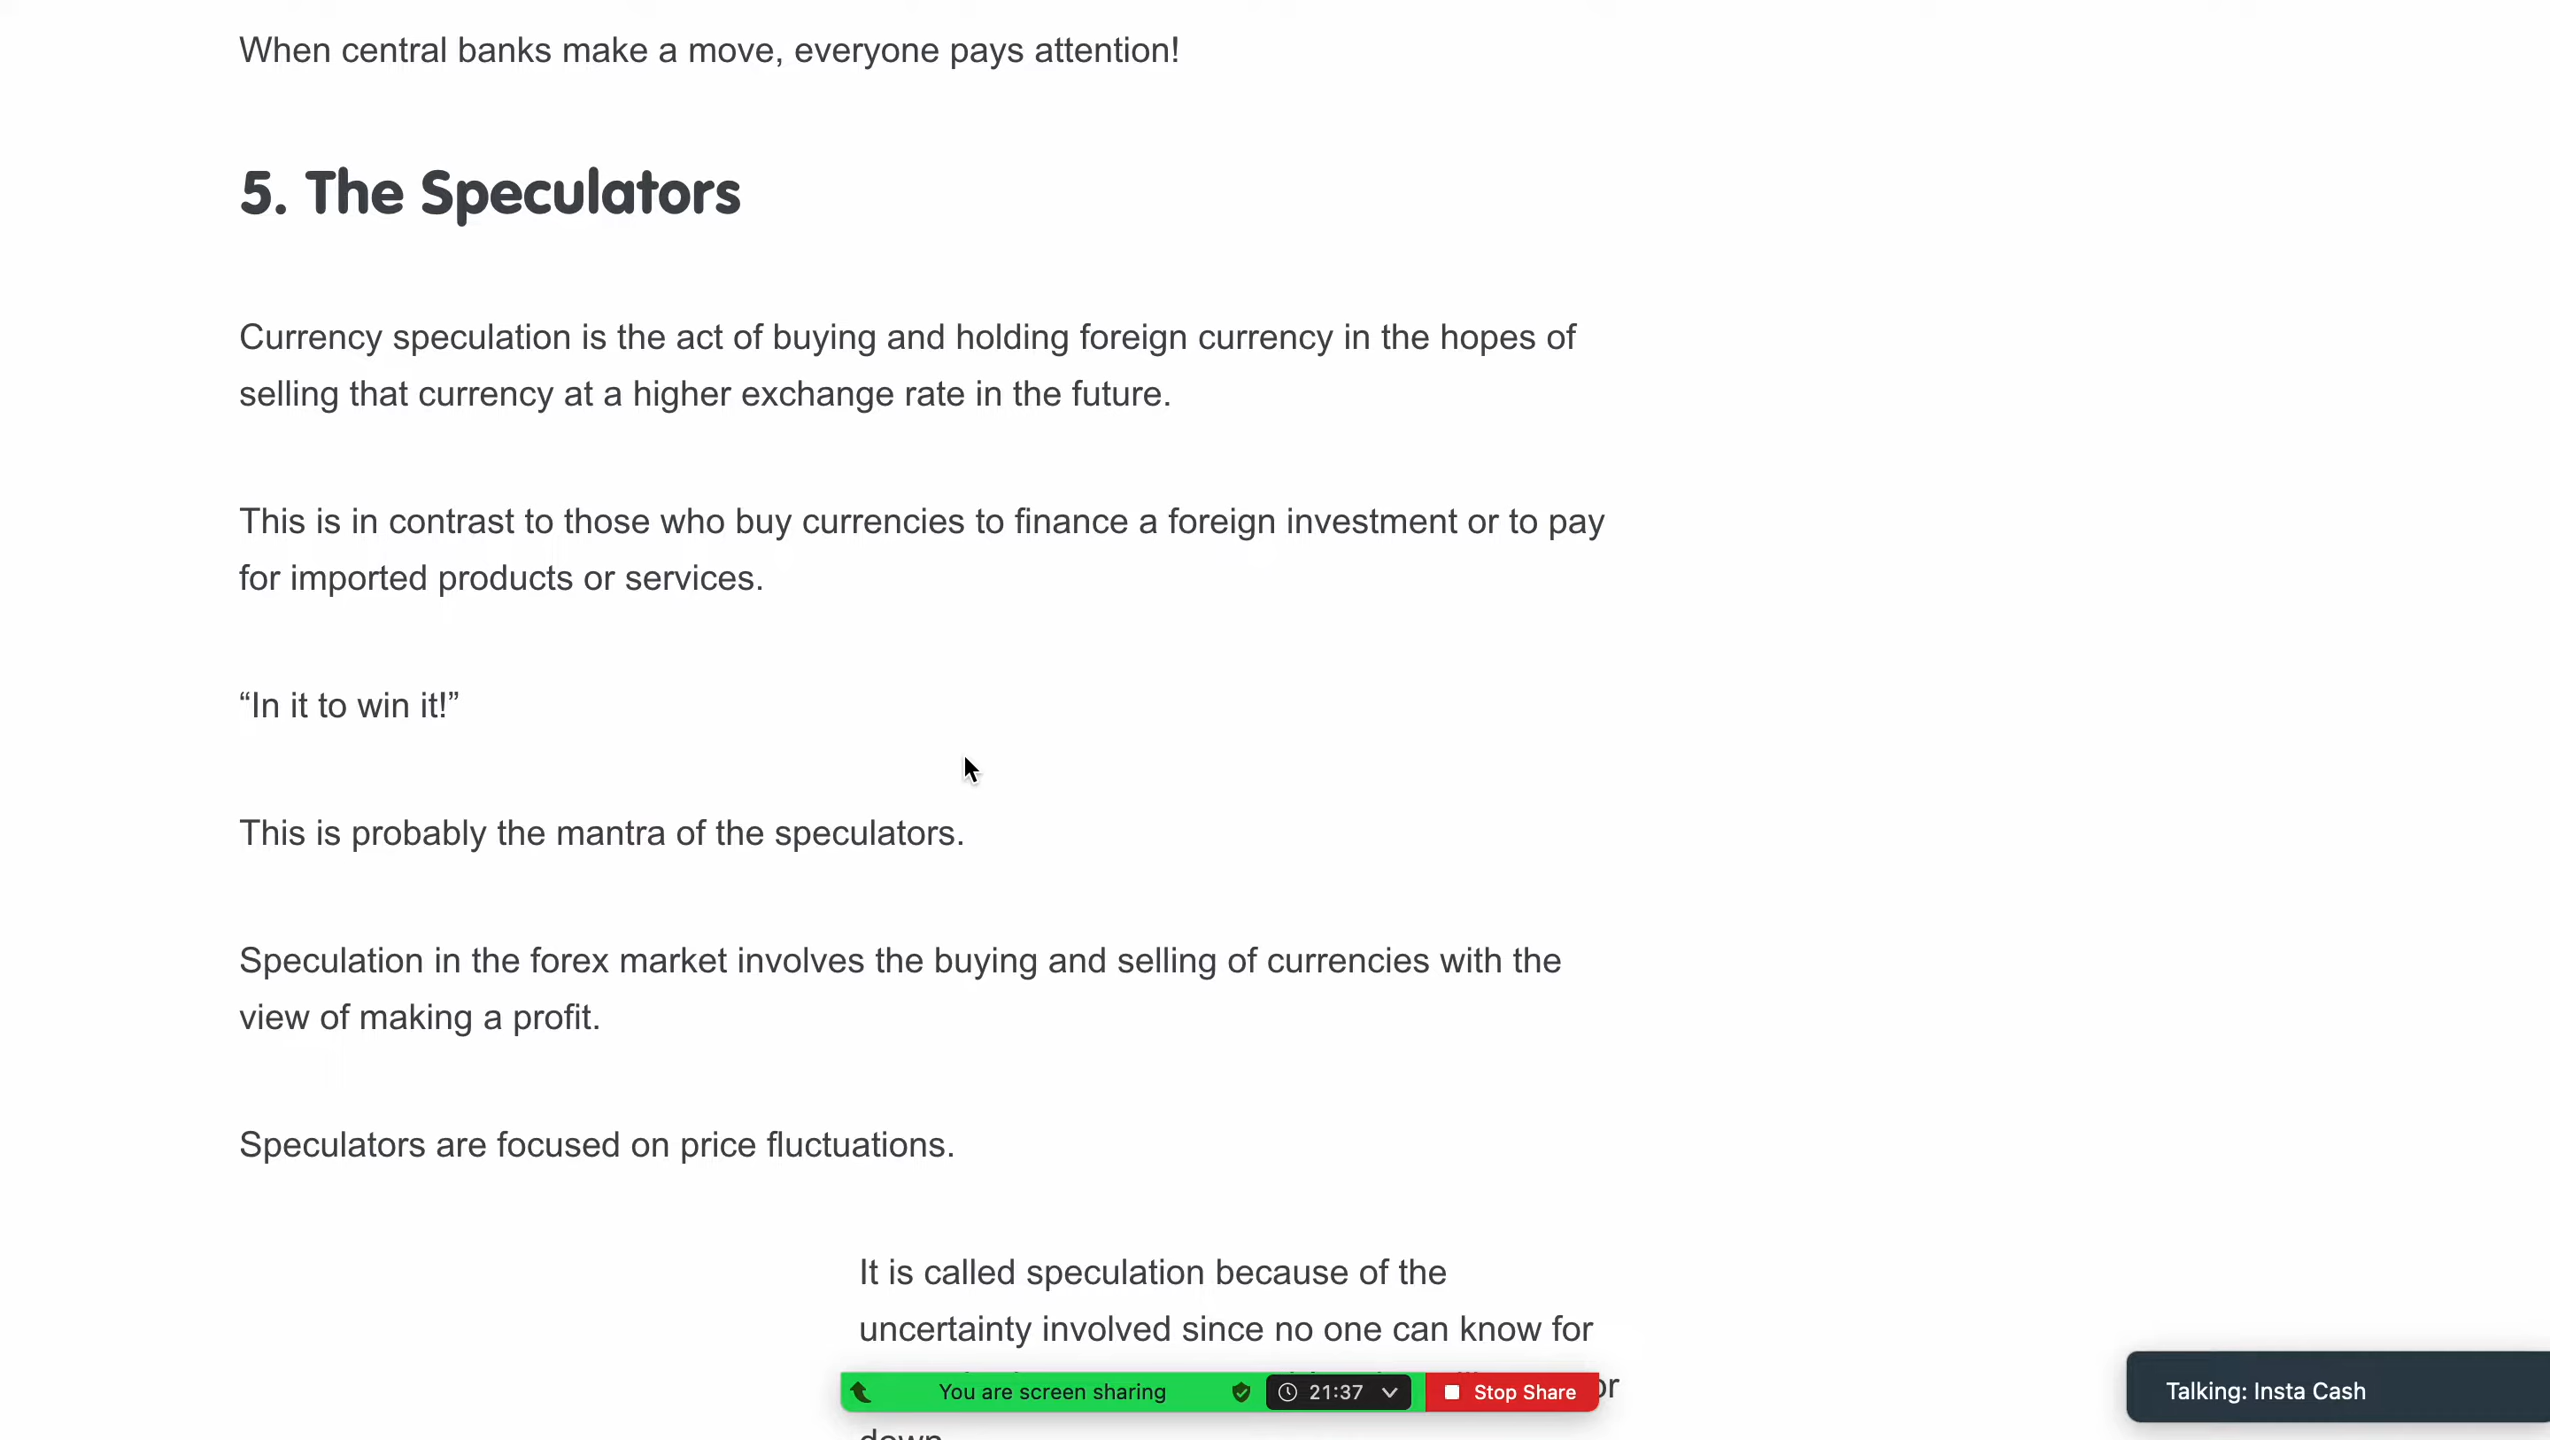 When central banks make a move, everyone pays attention!
5. The Speculators
Currency speculation is the act of buying and holding foreign currency in the hopes of
selling that currency at a higher exchange rate in the future.
This is in contrast to those who buy currencies to finance a foreign investment or to pay
for imported products or services.
“In it to win it!”
This is probably the mantra of the speculators.
Speculation in the forex market involves the buying and selling of currencies with the
view of making a profit.
Speculators are focused on price fluctuations.
It is called speculation because of the
uncertainty involved since no one can know for
You are screen sharing 21:37 Stop Share
Talking: Insta Cash